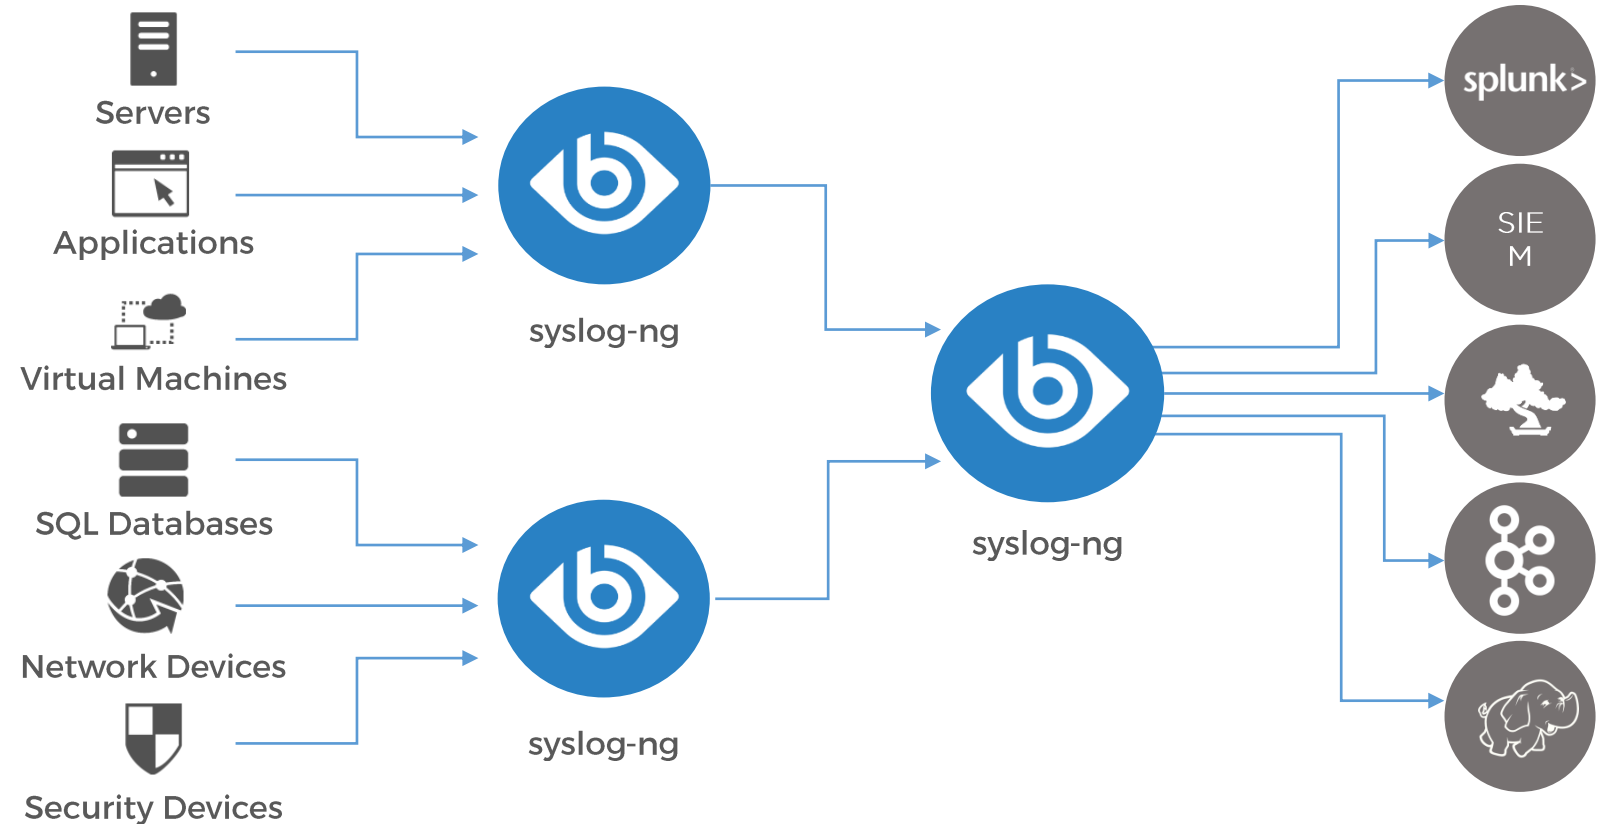 Servers
Applications
Virtual Machines
SQL Databases
Network Devices
Security Devices
syslog-ng
syslog-ng
syslog-ng
splunk>
SIE
M